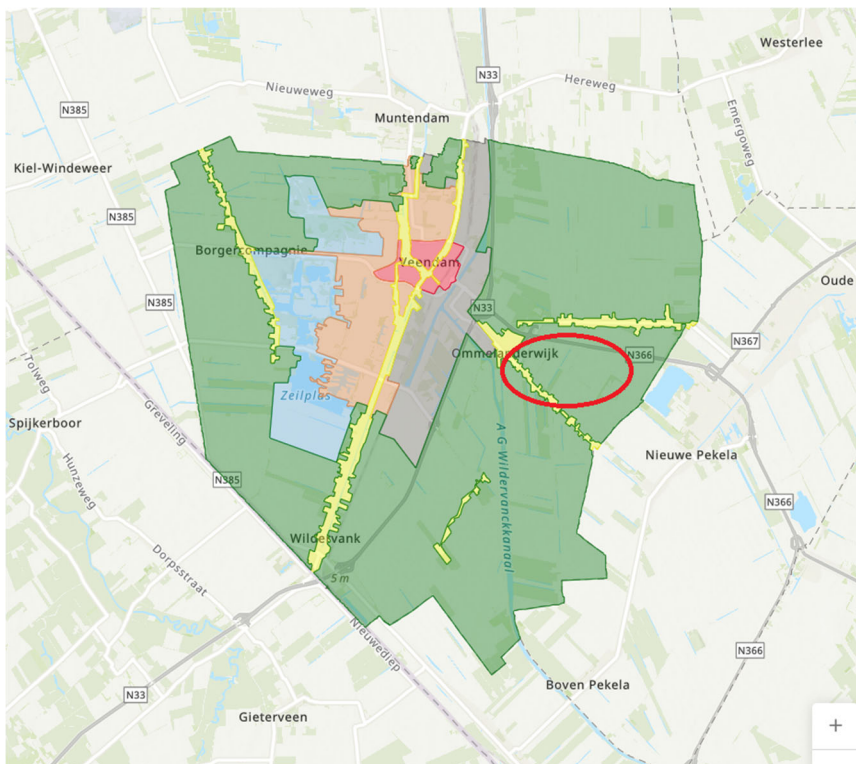 Westerlee
N33
Hereweg
Nieuweweg
N385
Muntendam
Emergoweg
Kiel-Windeweer
N385
Borgercompagnie
Veendam
Oude
N385
N33
N367
Ommelanderwijk
N366
Tolweg
Zeilplas
Greveling
Spijkerboor
A G Wildervanckkanaal
Nieuwe Pekela
Hunzeweg
N385
N366
Wildervank
Dorpsstraat
5m
Nieuwediep
N366
Boven Pekela
N33
Gieterveen
+